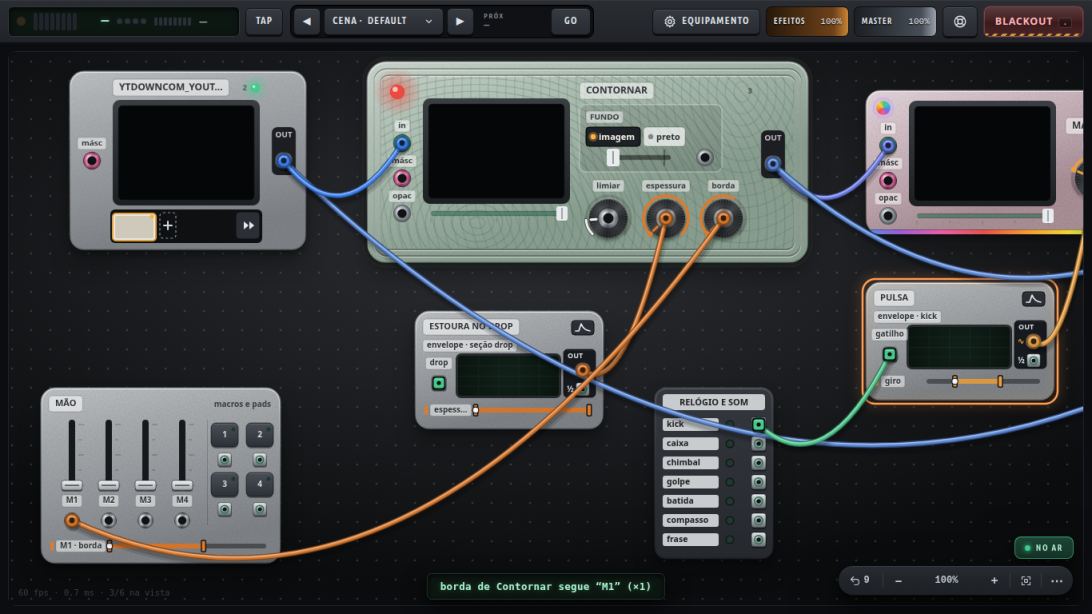 TAP
◀
CENA · DEFAULT
▶
PRÓX
—
GO
EQUIPAMENTO
EFEITOS 100%
MASTER 100%
BLACKOUT .
YTDOWNCOM_YOUT... 2
másc
OUT
+
CONTORNAR 3
in
másc
opac
FUNDO
imagem preto
limiar espessura borda
OUT
in
másc
opac
MA
ESTOURA NO DROP
envelope · seção drop
drop
OUT
½
espess...
PULSA
envelope · kick
gatilho
OUT
½
giro
MÃO
macros e pads
1 2
3 4
M1 M2 M3 M4
M1 · borda
RELÓGIO E SOM
kick
caixa
chimbal
golpe
batida
compasso
frase
NO AR
borda de Contornar segue “M1” (×1)
60 fps · 0.7 ms · 3/6 na vista
9 − 100% + ...